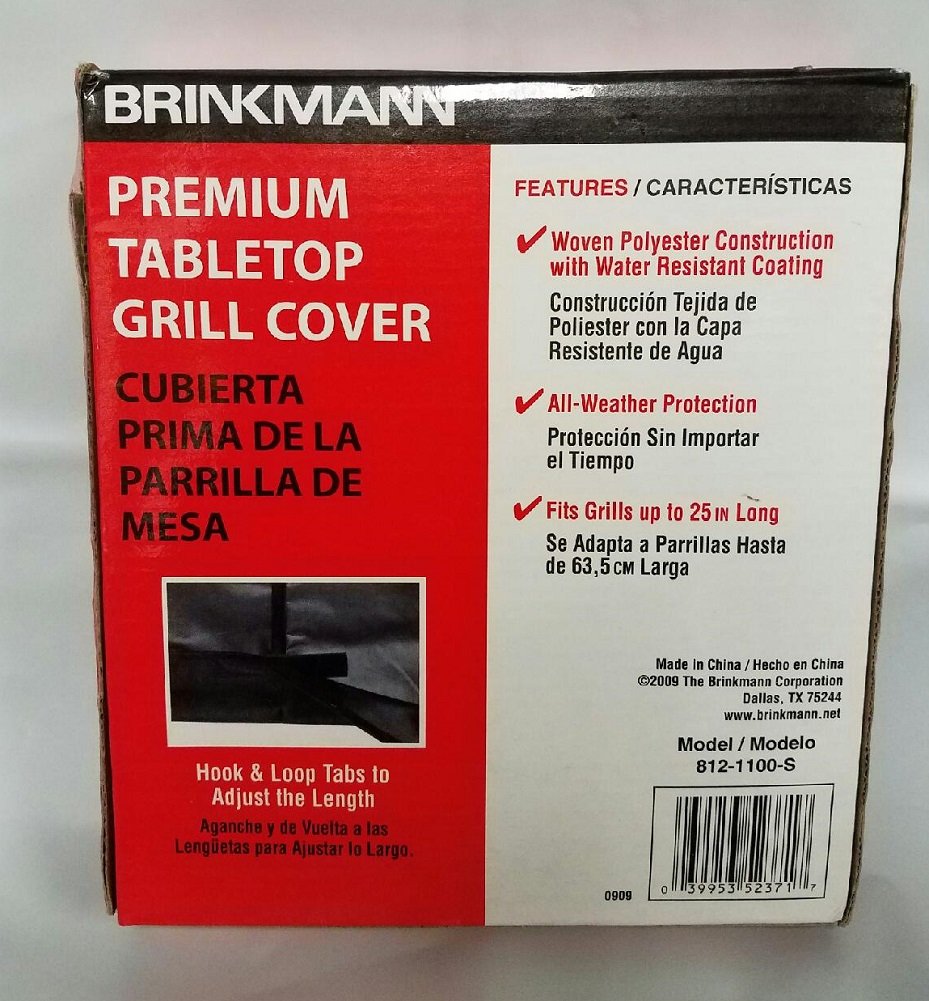 BRINKMANN
PREMIUM
TABLETOP
GRILL COVER
CUBIERTA
PRIMA DE LA
PARRILLA DE
MESA
Hook & Loop Tabs to
Adjust the Length
Aganche y de Vuelta a las
Lengüetas para Ajustar lo Largo.
FEATURES / CARACTERÍSTICAS
Woven Polyester Construction
with Water Resistant Coating
Construcción Tejida de
Poliester con la Capa
Resistente de Agua
All-Weather Protection
Protección Sin Importar
el Tiempo
Fits Grills up to 25 IN Long
Se Adapta a Parrillas Hasta
de 63,5 CM Larga
Made in China / Hecho en China
©2009 The Brinkmann Corporation
Dallas, TX 75244
www.brinkmann.net
Model / Modelo
812-1100-S
0909
0 39953 52371 7